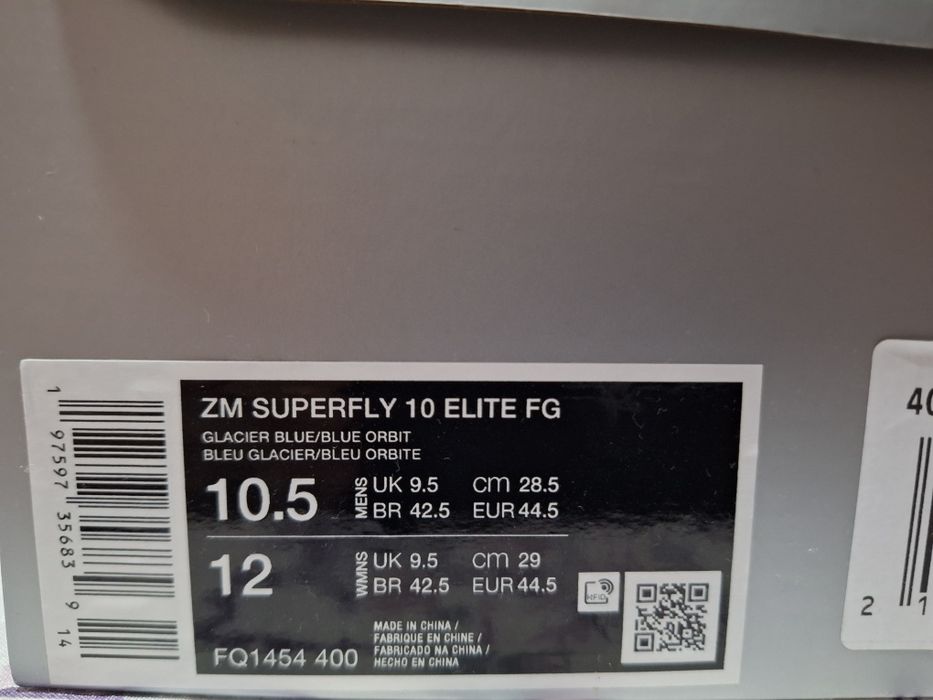 ZM SUPERFLY 10 ELITE FG
GLACIER BLUE/BLUE ORBIT
BLEU GLACIER/BLEU ORBITE
10.5 MENS UK 9.5 cm 28.5
BR 42.5 EUR 44.5
12 WMNS UK 9.5 cm 29
BR 42.5 EUR 44.5
RFID
MADE IN CHINA /
FABRIQUE EN CHINE /
FABRICADO NA CHINA /
HECHO EN CHINA
FQ1454 400
1 97597 35683 9 14
40
2 1